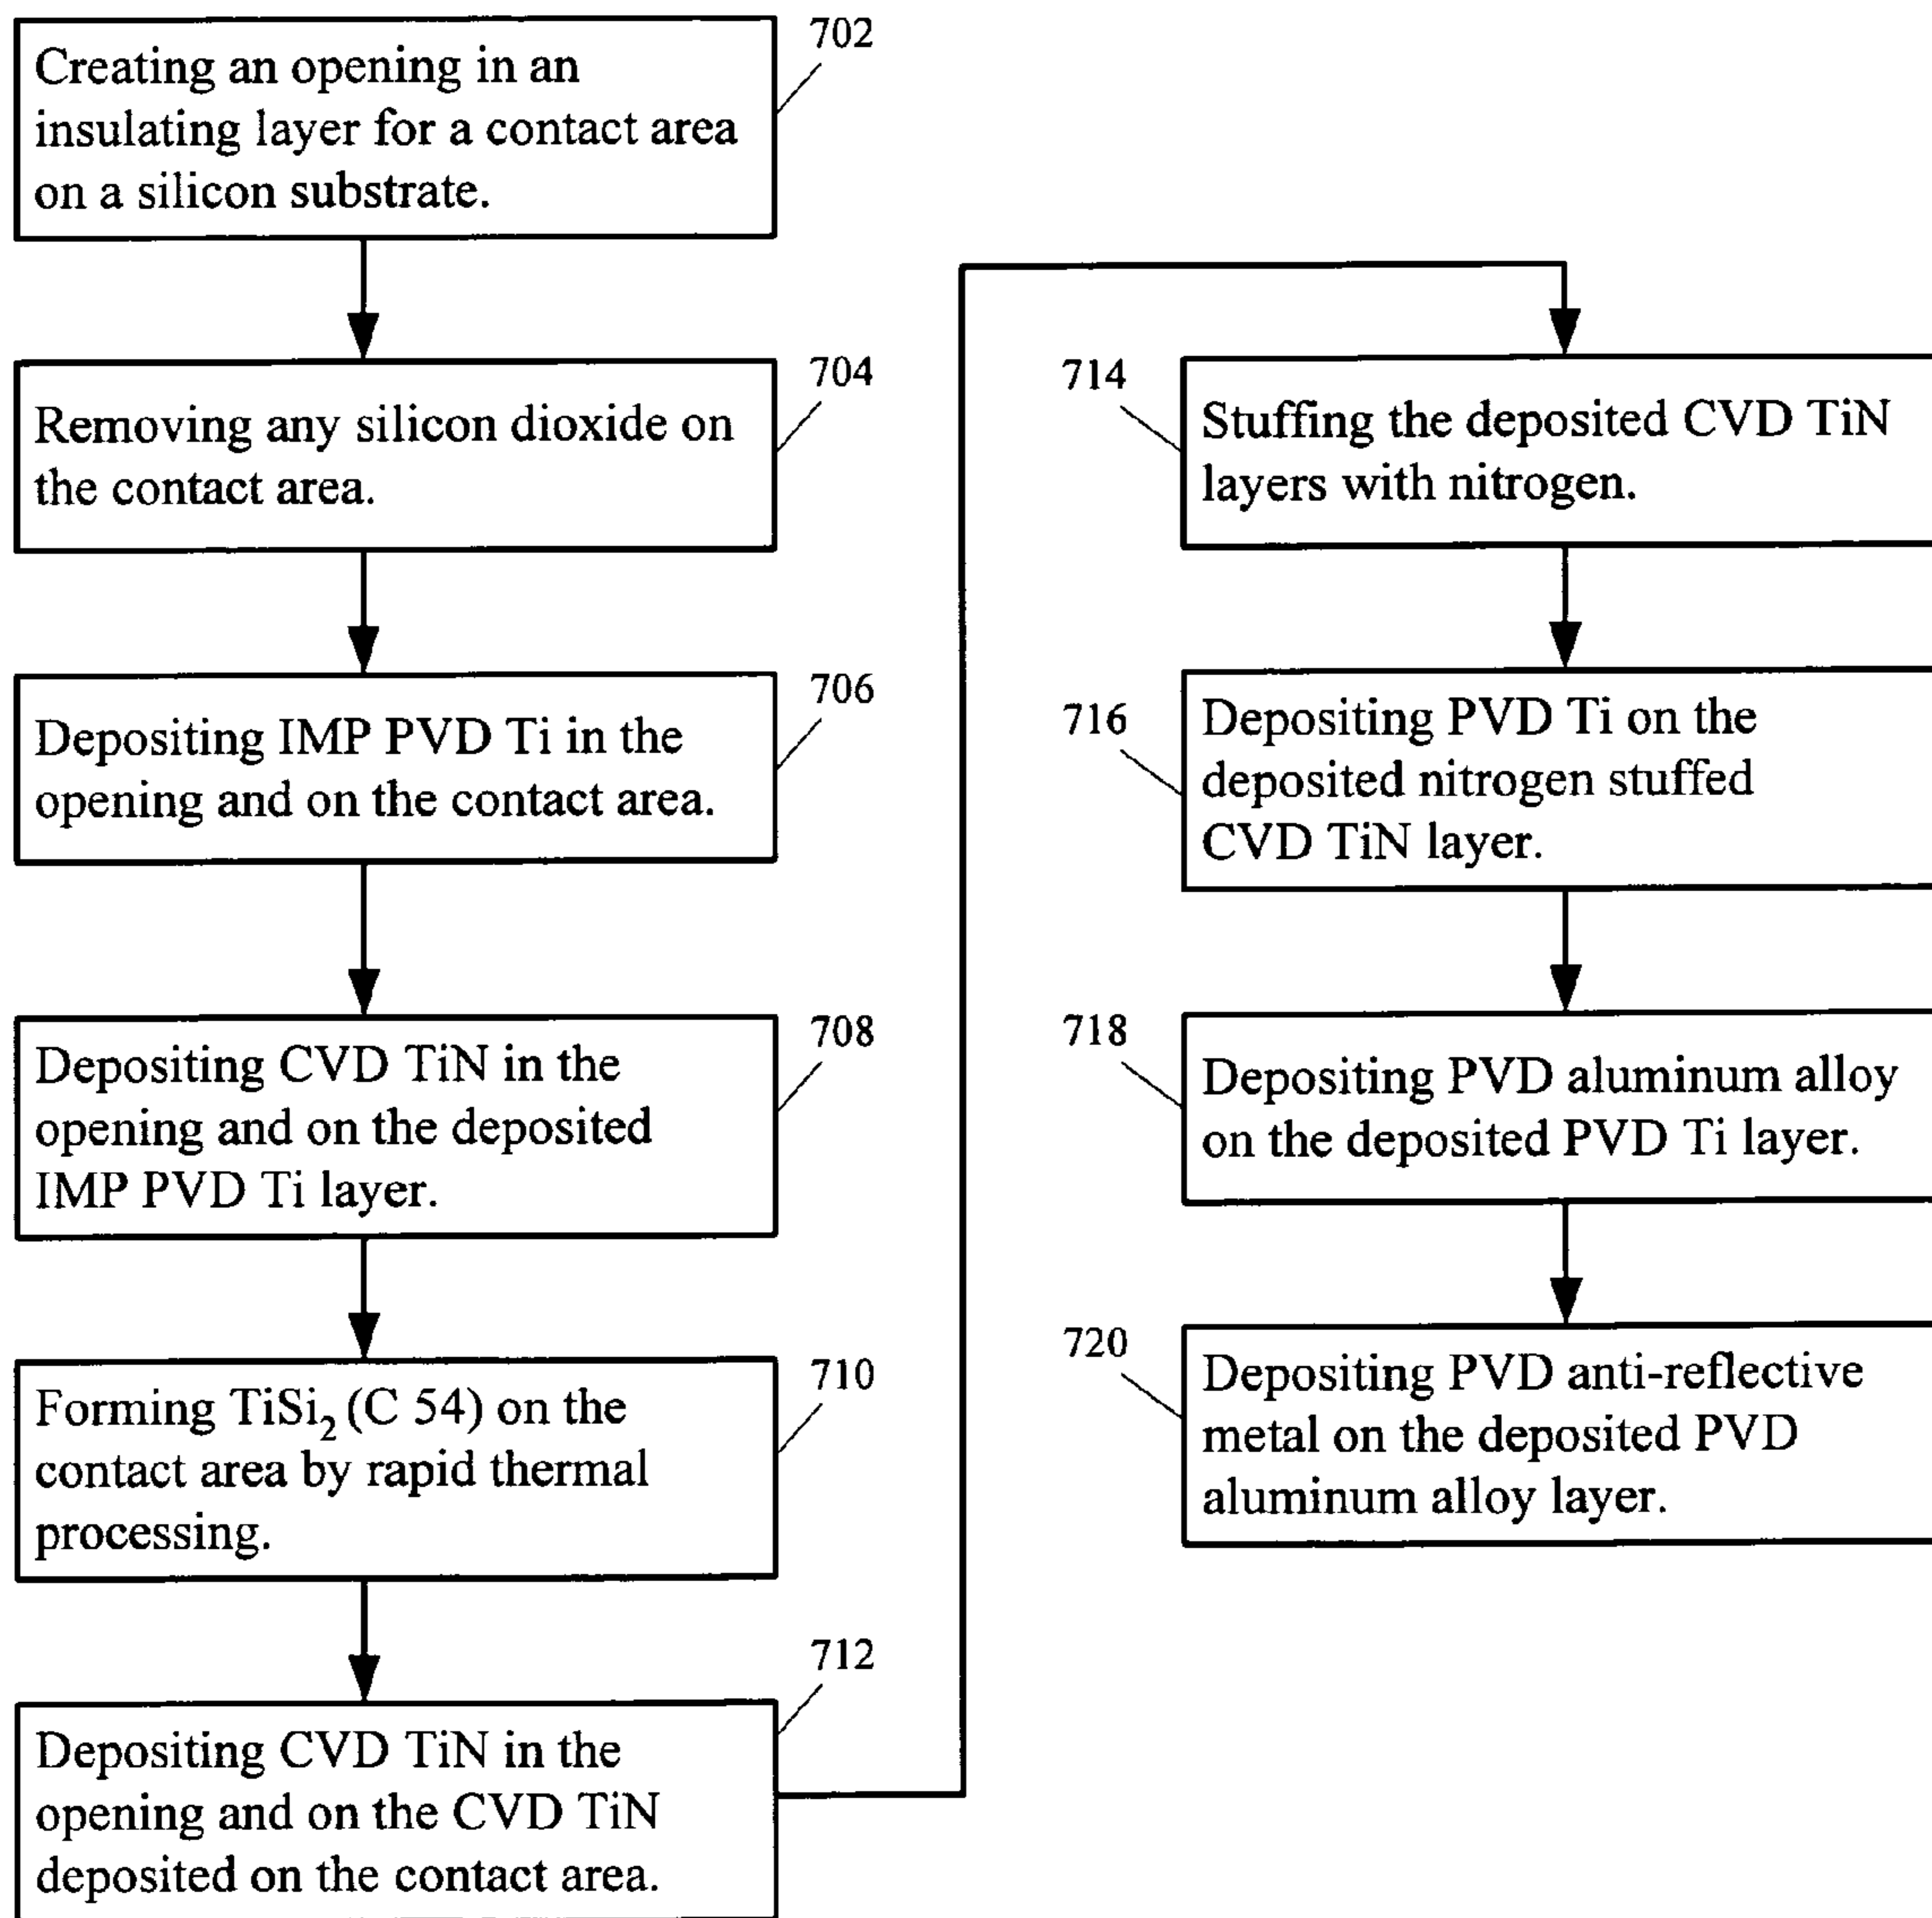 702
Creating an opening in an
insulating layer for a contact area
on a silicon substrate.
704
Removing any silicon dioxide on
the contact area.
706
Depositing IMP PVD Ti in the
opening and on the contact area.
708
Depositing CVD TiN in the
opening and on the deposited
IMP PVD Ti layer.
710
Forming TiSi₂ (C 54) on the
contact area by rapid thermal
processing.
712
Depositing CVD TiN in the
opening and on the CVD TiN
deposited on the contact area.
714
Stuffing the deposited CVD TiN
layers with nitrogen.
716
Depositing PVD Ti on the
deposited nitrogen stuffed
CVD TiN layer.
718
Depositing PVD aluminum alloy
on the deposited PVD Ti layer.
720
Depositing PVD anti-reflective
metal on the deposited PVD
aluminum alloy layer.